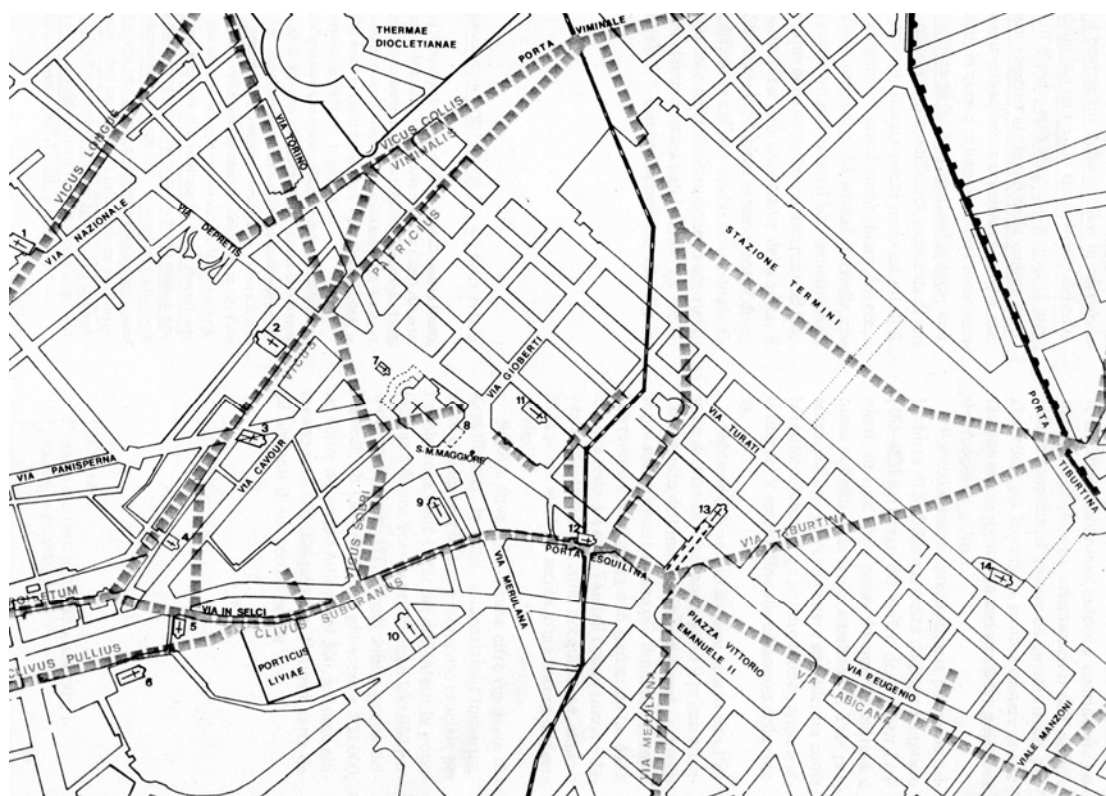 THERMAE
DIOCLETIANAE
PORTA
VIMINALE
VICUS COLLIS
VIMINALIS
VIA TORINO
VICUS LONGUS
VIA NAZIONALE
VIA
DEPRETIS
1
PATRICIUS
VICUS
STAZIONE TERMINI
2
7
VIA GIOBERTI
11
8
S.M.MAGGIORE
3
VIA CAVOUR
VIA PANISPERNA
VIA TURATI
PORTA
TIBURTINA
9
13
12
4
VIA TIBURTINA
PORTA ESQUILINA
VIA MERULANA
14
VIA IN SELCI
CLIVUS SUBURANUS
5
10
CLIVUS PULLIUS
6
PORTICUS
LIVIAE
PIAZZA VITTORIO
EMANUELE II
VIA P.EUGENIO
VIA LABICANA
VIALE MANZONI
VIA MERULANA